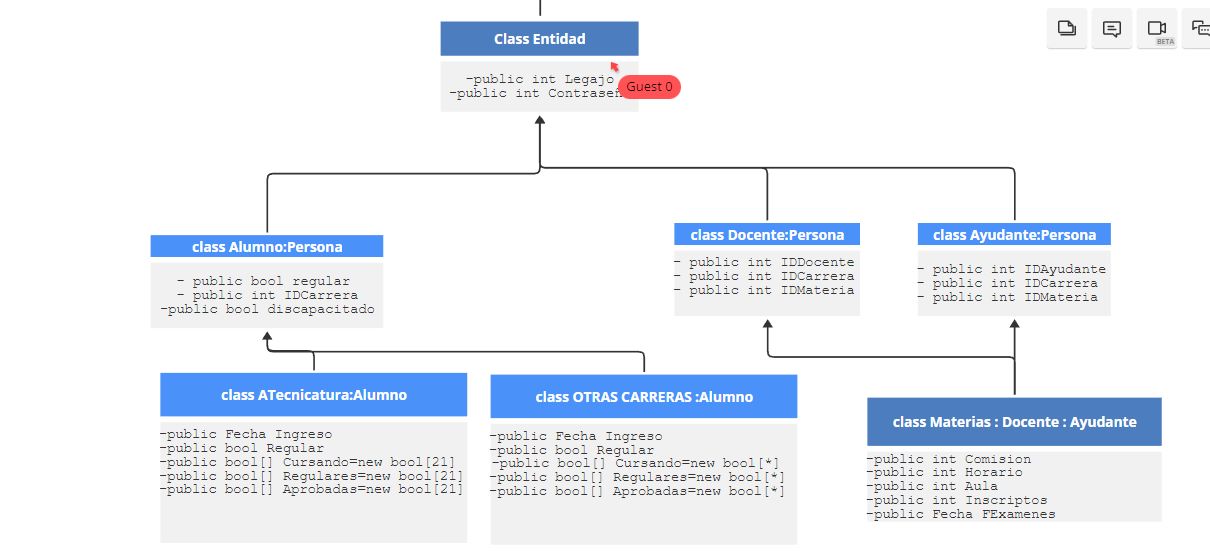 Class Entidad
-public int Legajo
-public int Contraseñ
Guest 0
BETA
class Alumno:Persona
- public bool regular
- public int IDCarrera
-public bool discapacitado
class Docente:Persona
- public int IDDocente
- public int IDCarrera
- public int IDMateria
class Ayudante:Persona
- public int IDAyudante
- public int IDCarrera
- public int IDMateria
class ATecnicatura:Alumno
-public Fecha Ingreso
-public bool Regular
-public bool[] Cursando=new bool[21]
-public bool[] Regulares=new bool[21]
-public bool[] Aprobadas=new bool[21]
class OTRAS CARRERAS :Alumno
-public Fecha Ingreso
-public bool Regular
-public bool[] Cursando=new bool[*]
-public bool[] Regulares=new bool[*]
-public bool[] Aprobadas=new bool[*]
class Materias : Docente : Ayudante
-public int Comision
-public int Horario
-public int Aula
-public int Inscriptos
-public Fecha FExamenes